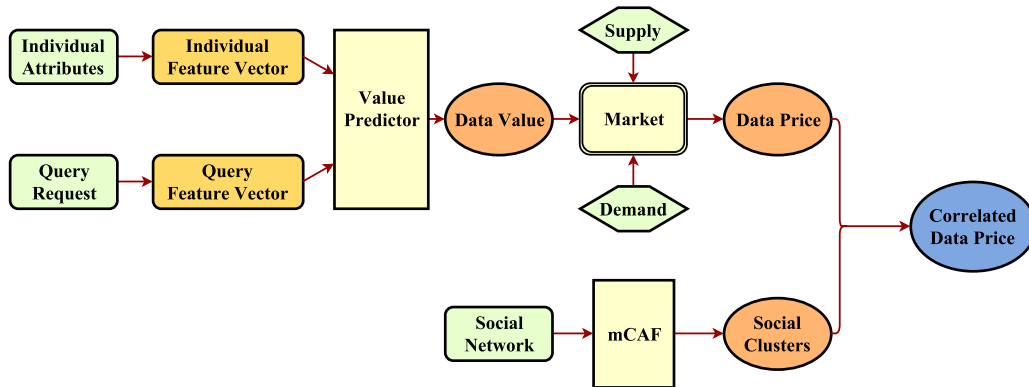 Individual
Attributes
Individual
Feature Vector
Query
Request
Query
Feature Vector
Value
Predictor
Data Value
Supply
Market
Demand
Data Price
Social
Network
mCAF
Social
Clusters
Correlated
Data Price